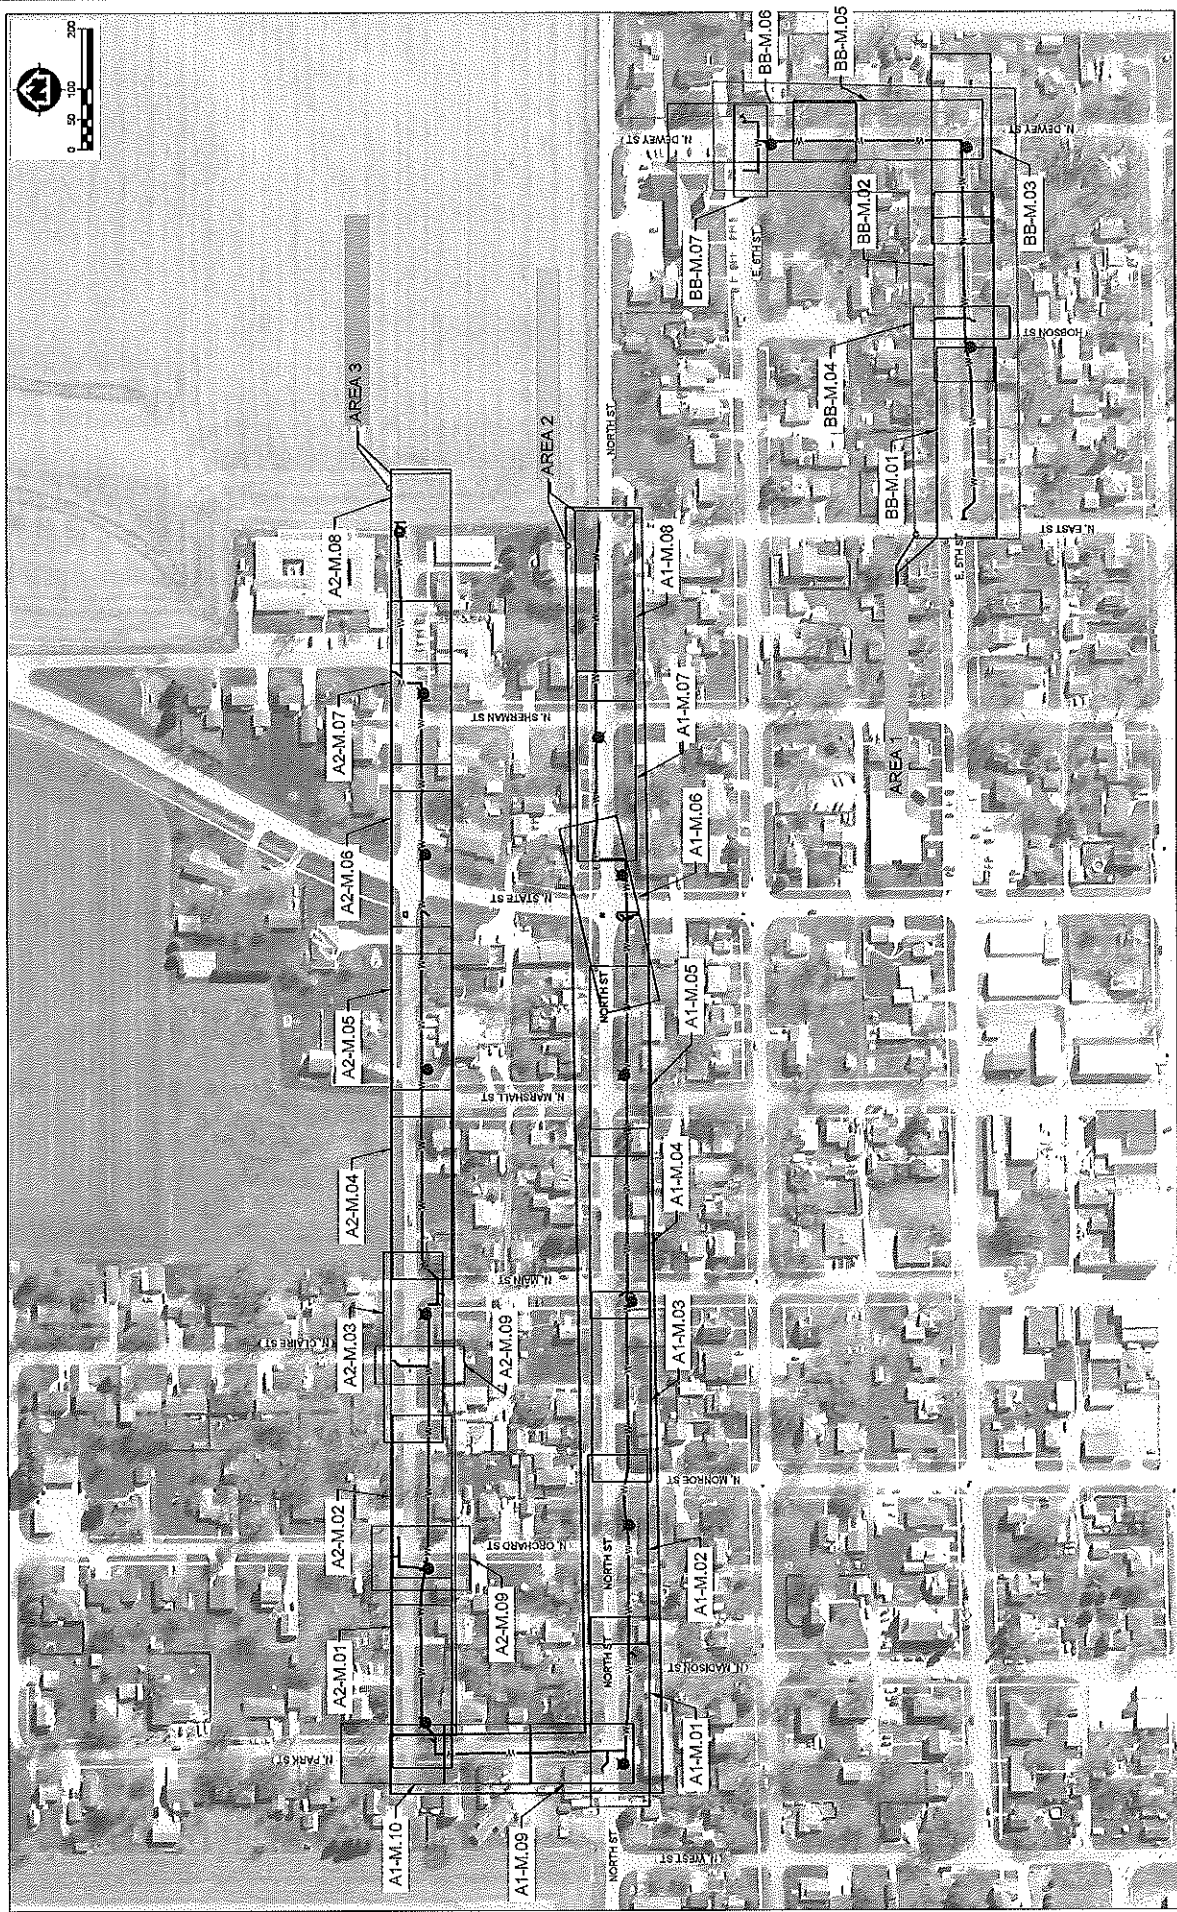 N
0 50 100 200
AREA 3
AREA 2
AREA 1
A2-M.01
A2-M.02
A2-M.03
A2-M.04
A2-M.05
A2-M.06
A2-M.07
A2-M.08
A2-M.09
A2-M.09
A1-M.10
A1-M.09
A1-M.01
A1-M.02
A1-M.03
A1-M.04
A1-M.05
A1-M.06
A1-M.07
A1-M.08
BB-M.01
BB-M.02
BB-M.03
BB-M.04
BB-M.05
BB-M.06
BB-M.07
N. PARK ST
N. ORCHARD ST
N. CLAIRE ST
N. MAIN ST
N. MARSHALL ST
N. STATE ST
N. SHERMAN ST
N. WEST ST
N. MADISON ST
N. MONROE ST
NORTH ST
NORTH ST
NORTH ST
NORTH ST
NORTH ST
N. EAST ST
HOBSON ST
N. DEWEY ST
N. DEWEY ST
E. 5TH ST
E. 6TH ST